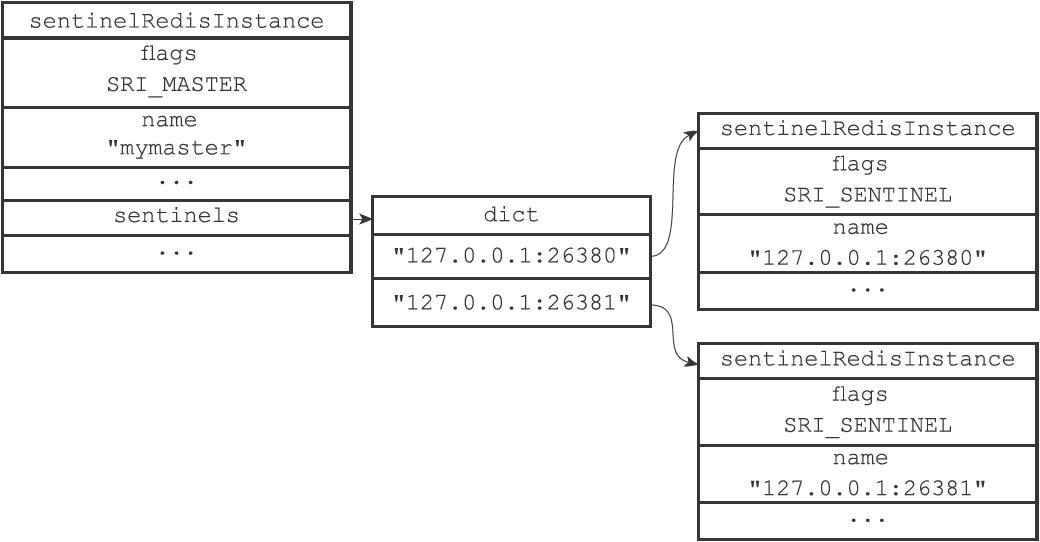 sentinelRedisInstance
flags
SRI_MASTER
name
"mymaster"
...
sentinels
...
dict
"127.0.0.1:26380"
"127.0.0.1:26381"
sentinelRedisInstance
flags
SRI_SENTINEL
name
"127.0.0.1:26380"
...
sentinelRedisInstance
flags
SRI_SENTINEL
name
"127.0.0.1:26381"
...